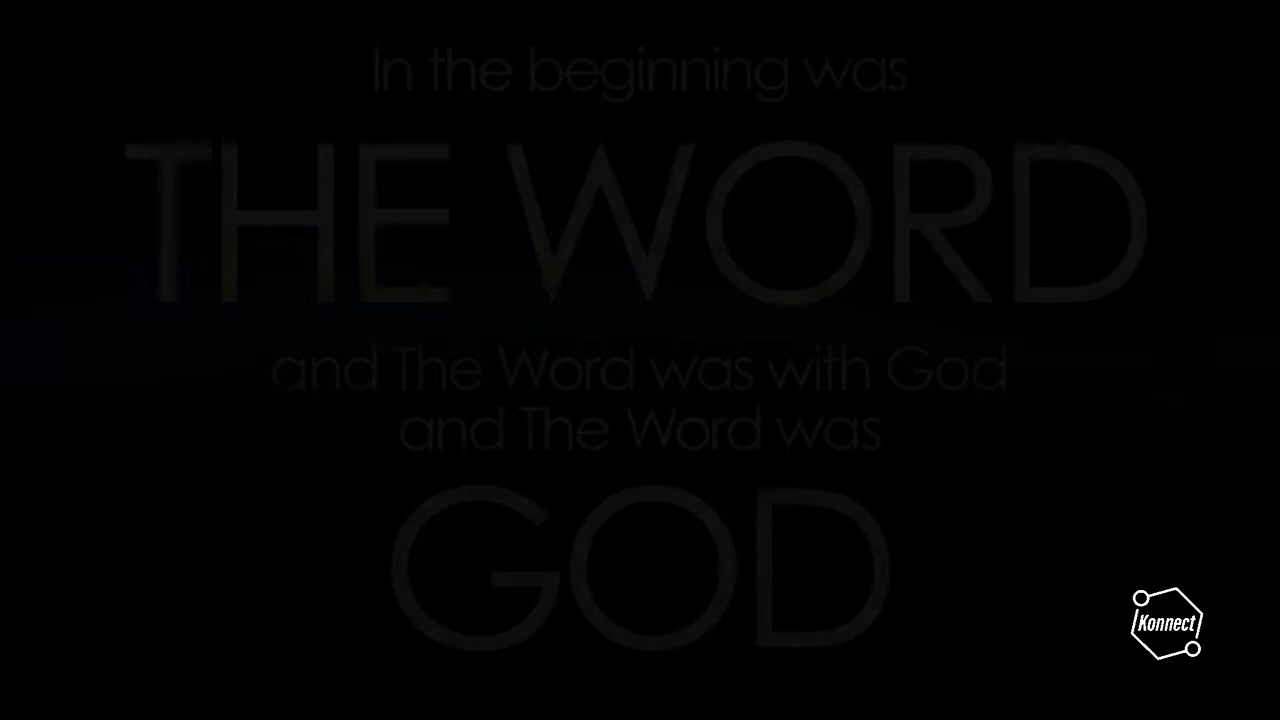 In the beginning was
THE WORD
and The Word was with God
and The Word was
GOD
Konnect